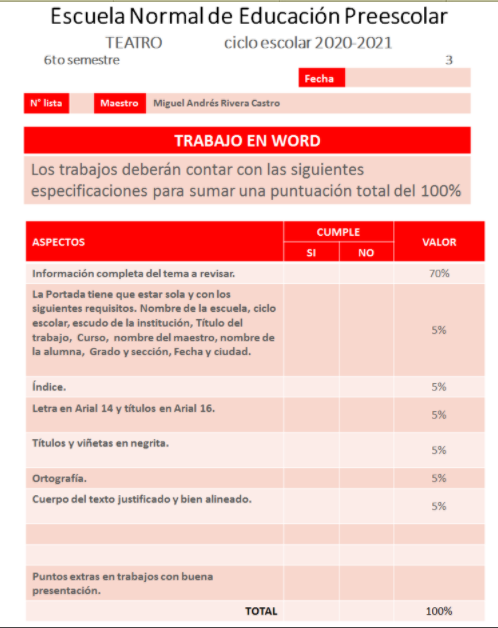 Escuela Normal de Educación Preescolar
TEATRO ciclo escolar 2020-2021
6to semestre 3
Fecha
N° lista Maestro Miguel Andrés Rivera Castro
TRABAJO EN WORD
Los trabajos deberán contar con las siguientes
especificaciones para sumar una puntuación total del 100%
ASPECTOS CUMPLE VALOR
SI NO
Información completa del tema a revisar. 70%
La Portada tiene que estar sola y con los
siguientes requisitos. Nombre de la escuela, ciclo
escolar, escudo de la institución, Título del
trabajo, Curso, nombre del maestro, nombre de
la alumna, Grado y sección, Fecha y ciudad. 5%
Índice. 5%
Letra en Arial 14 y títulos en Arial 16. 5%
Títulos y viñetas en negrita. 5%
Ortografía. 5%
Cuerpo del texto justificado y bien alineado. 5%
Puntos extras en trabajos con buena
presentación.
TOTAL 100%